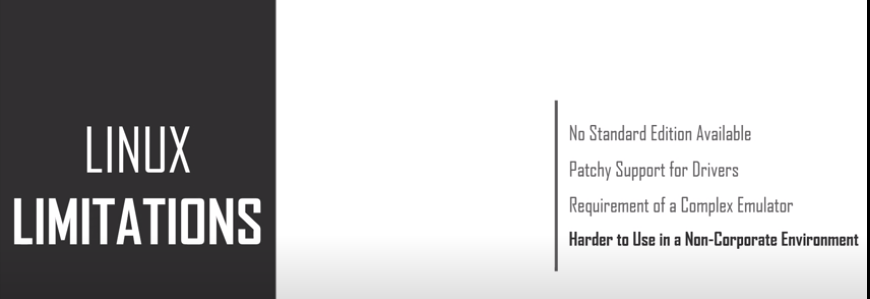 LINUX
LIMITATIONS
No Standard Edition Available
Patchy Support for Drivers
Requirement of a Complex Emulator
Harder to Use in a Non-Corporate Environment